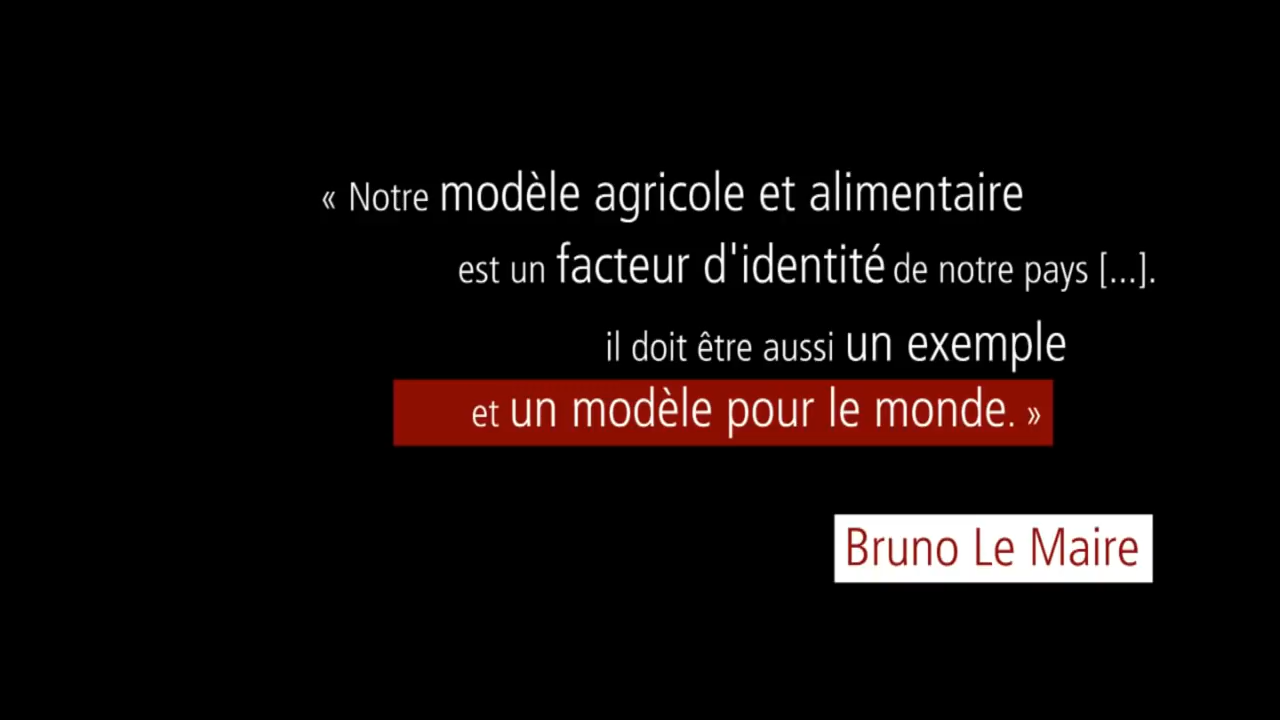 « Notre modèle agricole et alimentaire
est un facteur d'identité de notre pays [...].
il doit être aussi un exemple
et un modèle pour le monde. »
Bruno Le Maire